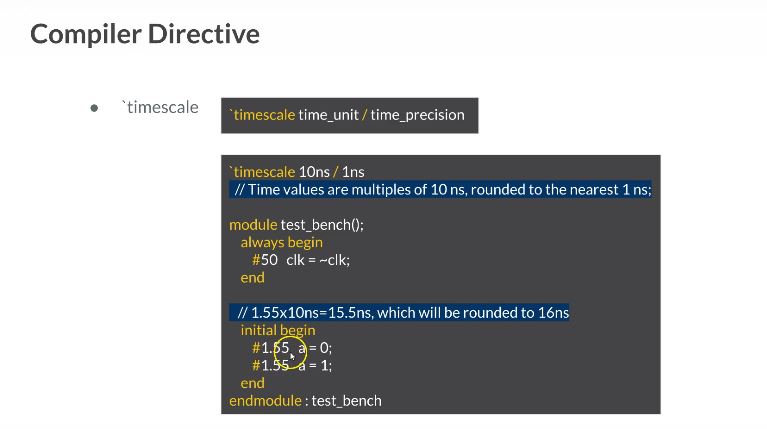 Compiler Directive
• `timescale
`timescale time_unit / time_precision
`timescale 10ns / 1ns
// Time values are multiples of 10 ns, rounded to the nearest 1 ns;
module test_bench();
always begin
#50 clk = ~clk;
end
// 1.55x10ns=15.5ns, which will be rounded to 16ns
initial begin
#1.55 a = 0;
#1.55 a = 1;
end
endmodule : test_bench